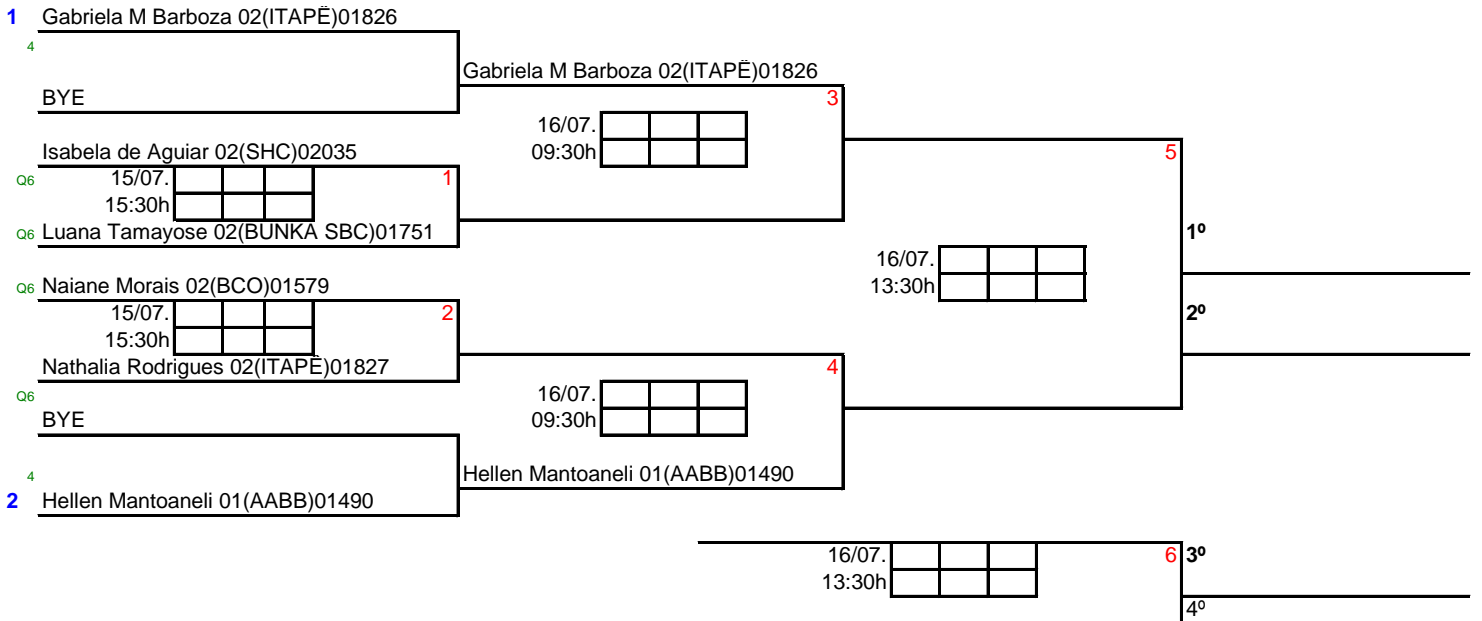 1 Gabriela M Barboza 02(ITAPÊ)01826
4
Gabriela M Barboza 02(ITAPÊ)01826
BYE
3
16/07.
09:30h
Isabela de Aguiar 02(SHC)02035
5
Q6 15/07. 1
15:30h
Q6 Luana Tamayose 02(BUNKA SBC)01751
1º
16/07.
13:30h
Q6 Naiane Morais 02(BCO)01579
15/07. 2
15:30h
2º
Nathalia Rodrigues 02(ITAPÊ)01827
4
Q6
16/07.
09:30h
BYE
4
Hellen Mantoaneli 01(AABB)01490
2 Hellen Mantoaneli 01(AABB)01490
16/07. 6 3º
13:30h
4º